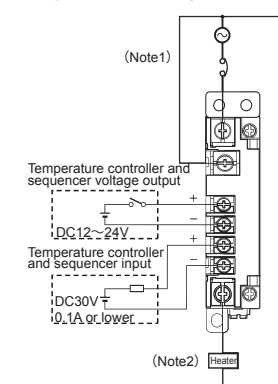 (Note1)
Temperature controller and
sequencer voltage output
+
−
DC12～24V
Temperature controller
and sequencer input
+
−
DC30V
0.1A or lower
(Note2)
Heater